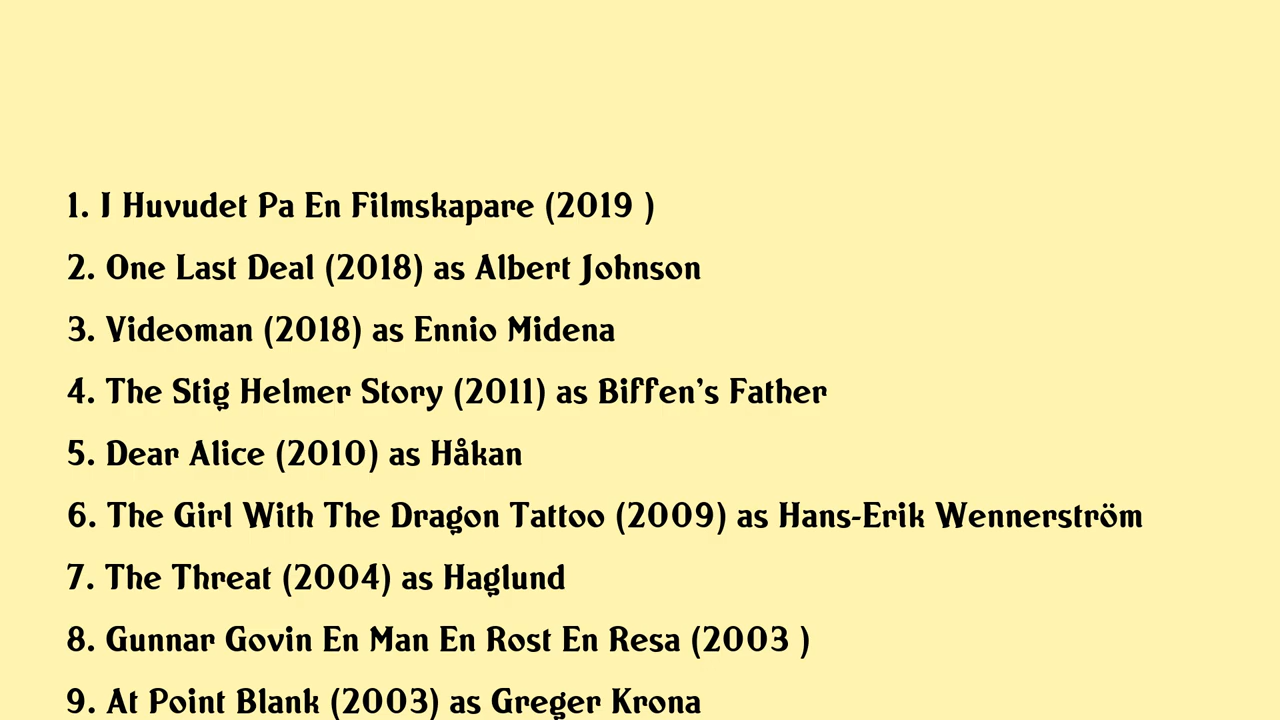 1. I Huvudet Pa En Filmskapare (2019 )
2. One Last Deal (2018) as Albert Johnson
3. Videoman (2018) as Ennio Midena
4. The Stig Helmer Story (2011) as Biffen's Father
5. Dear Alice (2010) as Håkan
6. The Girl With The Dragon Tattoo (2009) as Hans-Erik Wennerström
7. The Threat (2004) as Haglund
8. Gunnar Govin En Man En Rost En Resa (2003 )
9. At Point Blank (2003) as Greger Krona